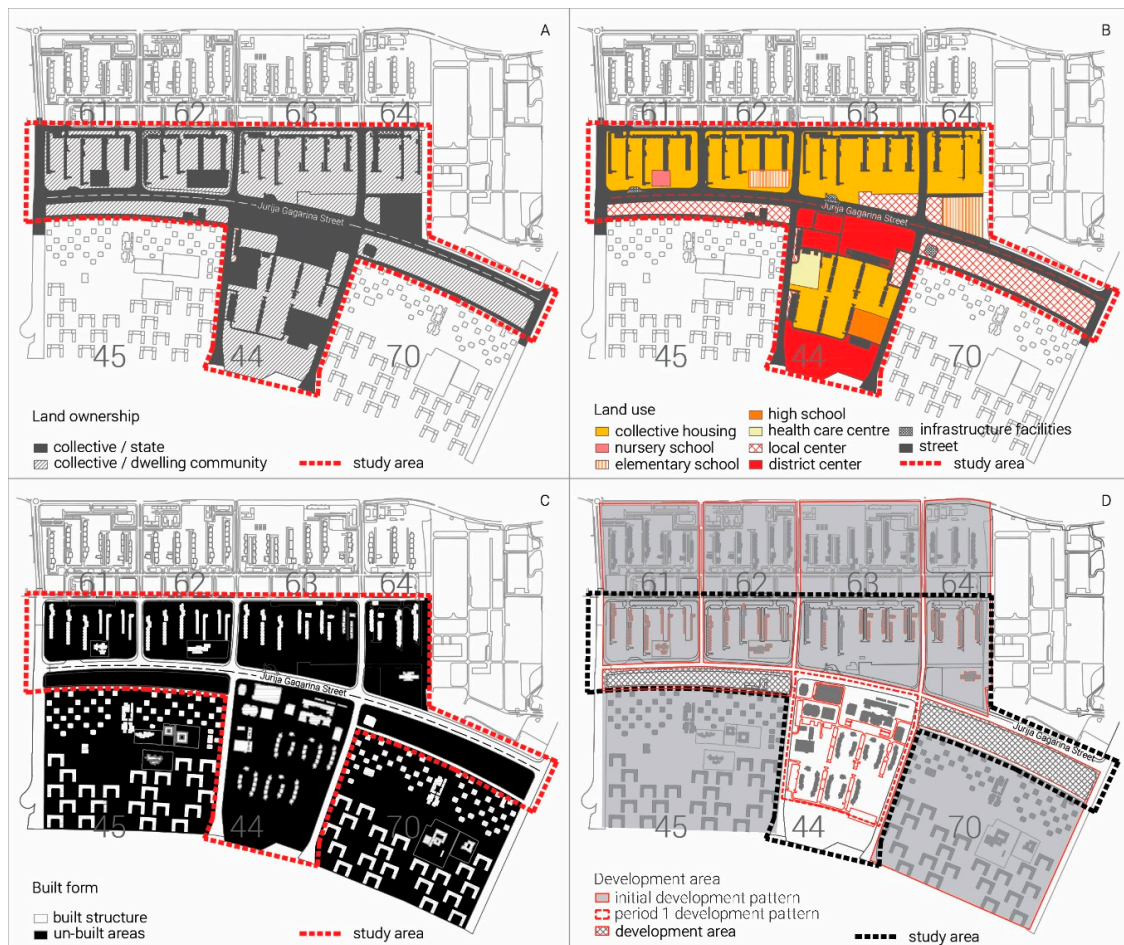 A
61 62 63 64
Jurija Gagarina Street
45 44 70
Land ownership
collective / state
collective / dwelling community
study area
B
61 62 63 64
Jurija Gagarina Street
45 44 70
Land use
collective housing
nursery school
elementary school
high school
health care centre
local center
district center
infrastructure facilities
street
study area
C
61 62 63 64
Jurija Gagarina Street
45 44 70
Built form
built structure
un-built areas
study area
D
61 62 63 64
Jurija Gagarina Street
45 44 70
Development area
initial development pattern
period 1 development pattern
development area
study area